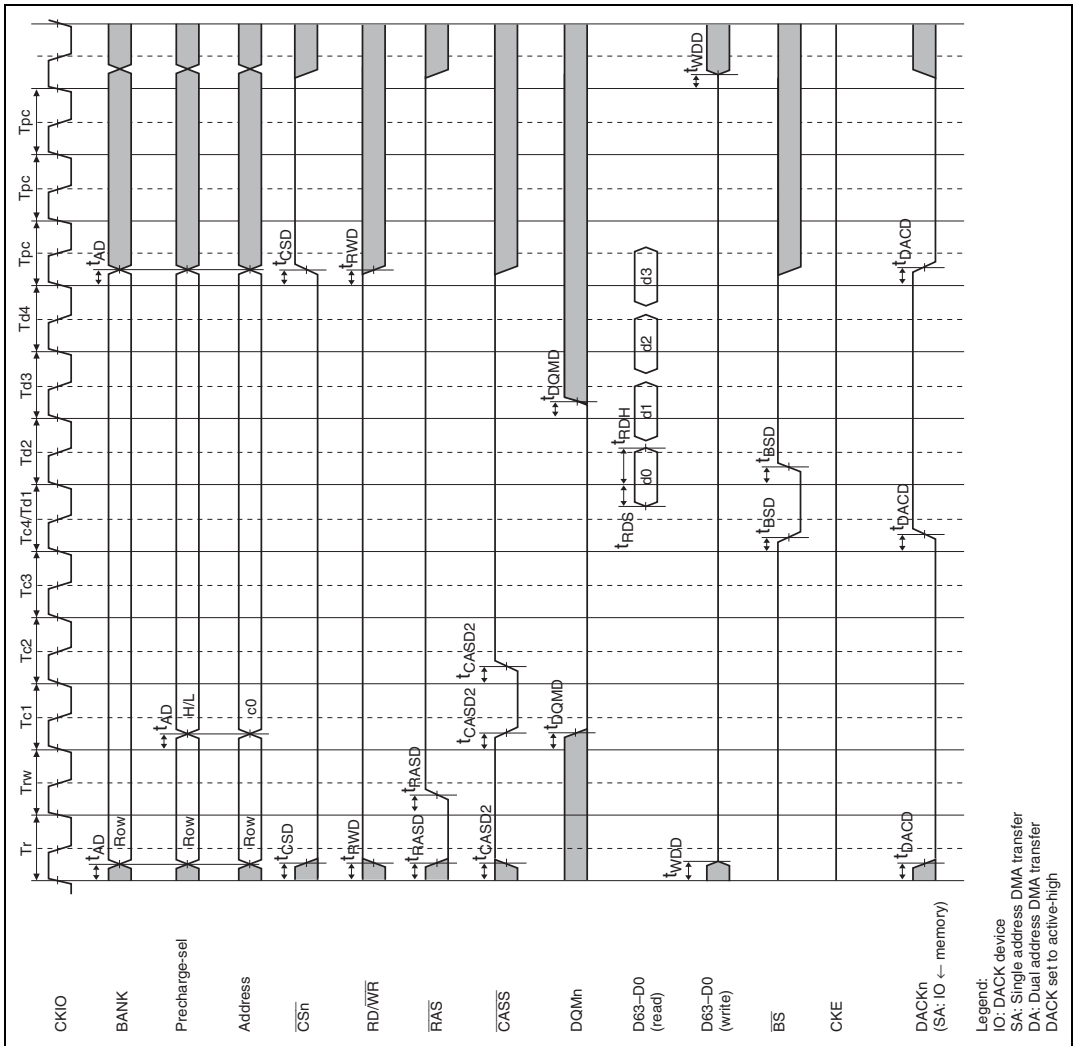 Tr Trw Tc1 Tc2 Tc3 Tc4/Td1 Td2 Td3 Td4 Tpc Tpc Tpc
CKIO
BANK
tAD
Row
tAD
Precharge-sel
Row
tAD
H/L
Address
Row
c0
CSn
tCSD
tCSD
RD/WR
tRWD
tRWD
RAS
tRASD
tRASD
CASS
tCASD2
tCASD2
tCASD2
DQMn
tDQMD
tDQMD
D63–D0
(read)
tRDS
d0
tRDH
d1
d2
d3
D63–D0
(write)
tWDD
tWDD
BS
tBSD
tBSD
CKE
DACKn
(SA: IO ← memory)
tDACD
tDACD
tDACD
Legend:
IO: DACK device
SA: Single address DMA transfer
DA: Dual address DMA transfer
DACK set to active-high